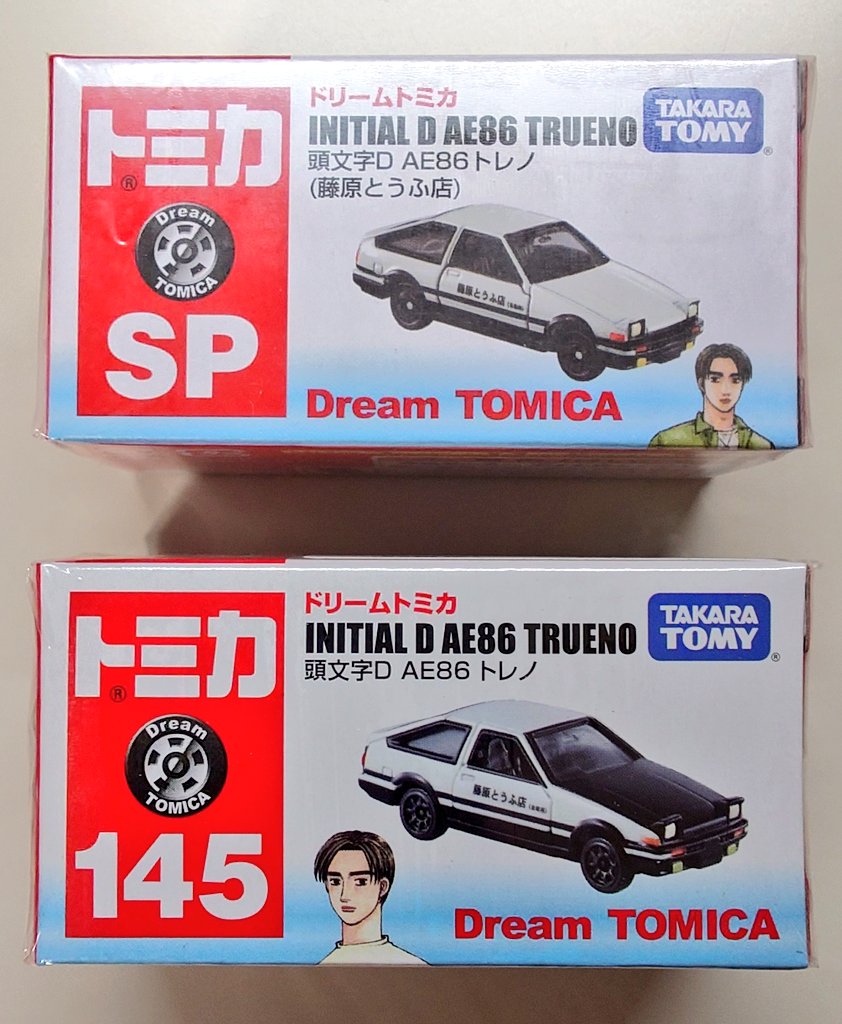 トミカ
®
Dream
TOMICA
SP
ドリームトミカ
INITIAL D AE86 TRUENO
頭文字D AE86トレノ
(藤原とうふ店)
TAKARA
TOMY
®
藤原とうふ店
Dream TOMICA
トミカ
®
Dream
TOMICA
145
ドリームトミカ
INITIAL D AE86 TRUENO
頭文字D AE86トレノ
TAKARA
TOMY
®
藤原とうふ店
Dream TOMICA